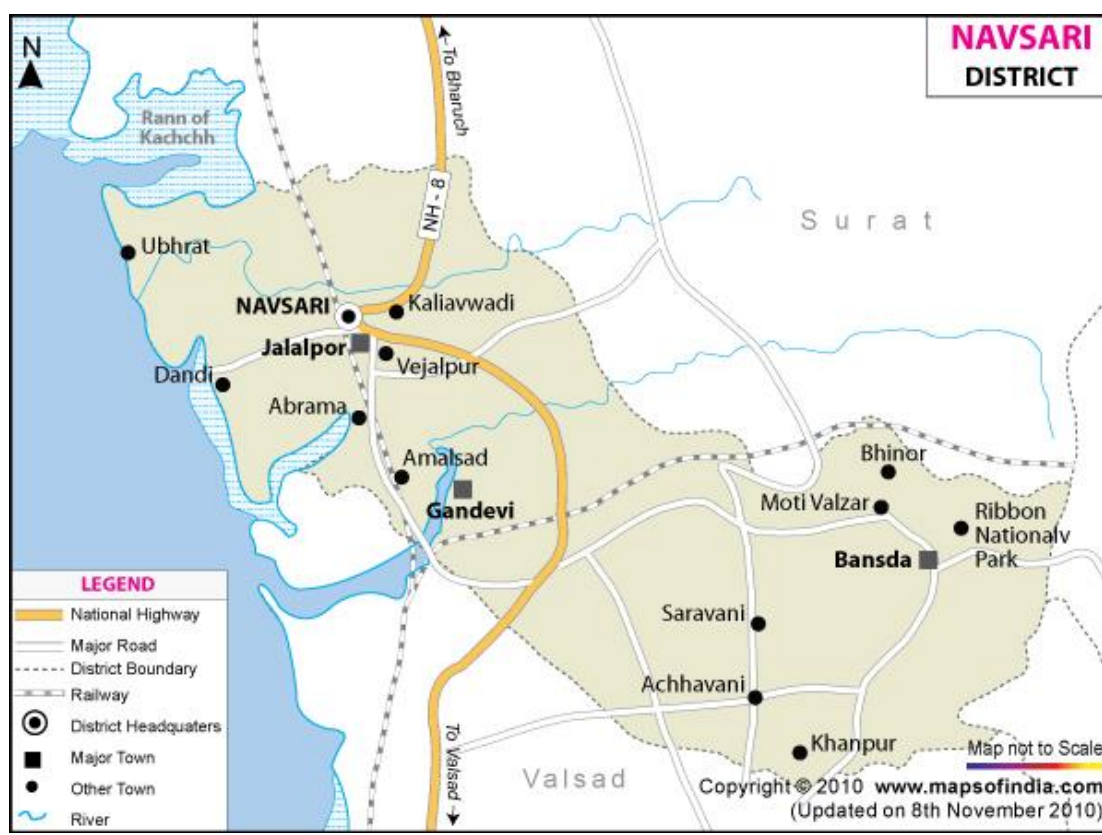 NAVSARI
DISTRICT
N
To Bharuch
Rann of
Kachchh
NH - 8
Surat
Ubhrat
NAVSARI
Kaliavwadi
Jalalpor
Vejalpur
Dandi
Abrama
Amalsad
Gandevi
Bhinor
Moti Valzar
Ribbon
Nationalv
Park
Bansda
LEGEND
National Highway
Major Road
District Boundary
Railway
District Headquaters
Major Town
Other Town
River
Saravani
Achhavani
Khanpur
To Valsad
Valsad
Map not to Scale
Copyright © 2010 www.mapsofindia.com
(Updated on 8th November 2010)